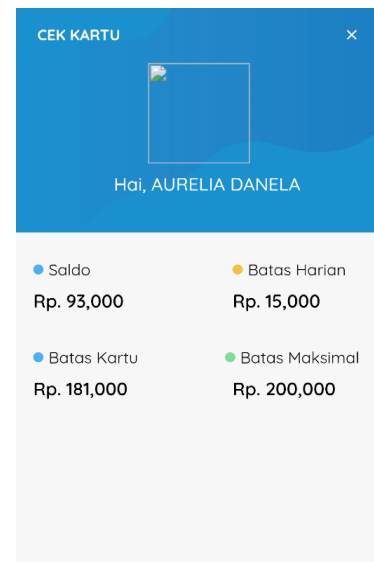 CEK KARTU ×
Hai, AURELIA DANELA
Saldo
Rp. 93,000
Batas Harian
Rp. 15,000
Batas Kartu
Rp. 181,000
Batas Maksimal
Rp. 200,000